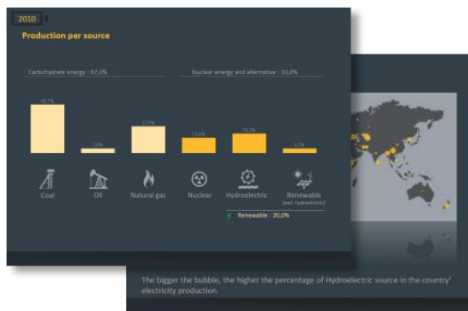 2010
Production per source
Carbohydrate energy : 67,0%
Nuclear energy and alternative : 33,0%
Coal
Oil
Natural gas
Nuclear
Hydroelectric
Renewable
(excl. hydroelectric)
Renewable : 20,0%
The bigger the bubble, the higher the percentage of Hydroelectric source in the country'
electricity production.